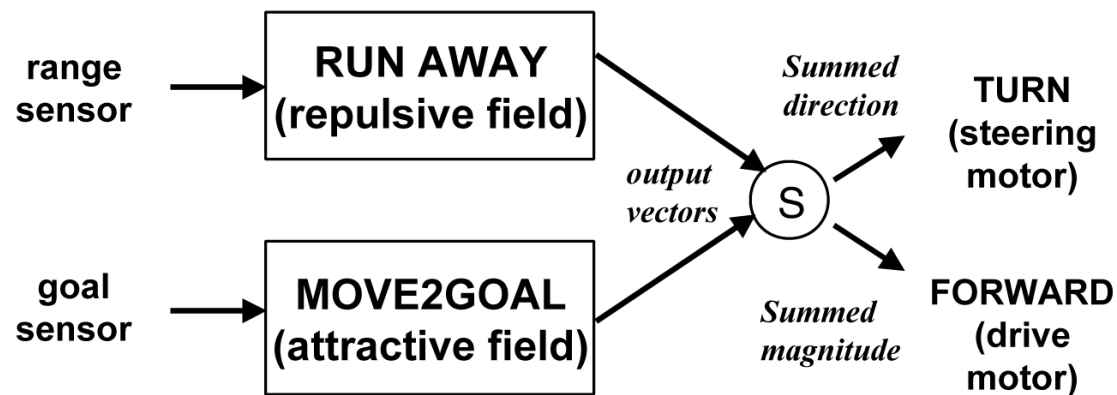 range
sensor
RUN AWAY
(repulsive field)
output
vectors
goal
sensor
MOVE2GOAL
(attractive field)
S
Summed
direction
TURN
(steering
motor)
Summed
magnitude
FORWARD
(drive
motor)